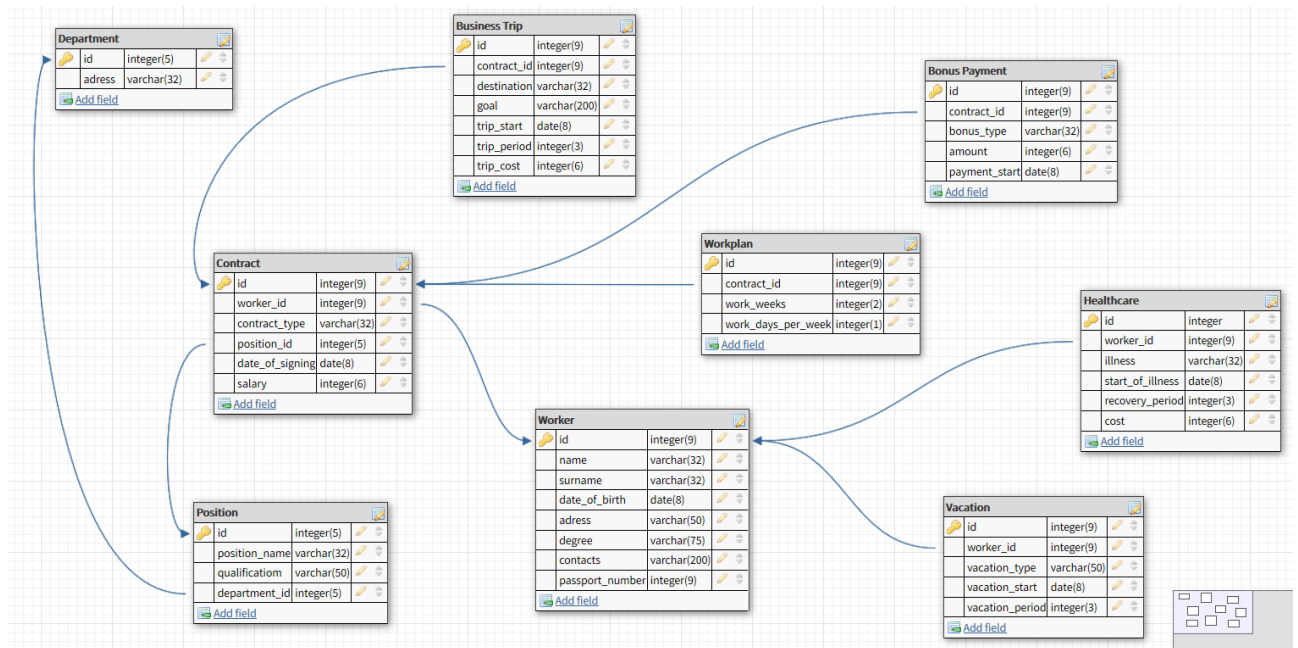 Department
id integer(5)
adress varchar(32)
Add field
Business Trip
id integer(9)
contract_id integer(9)
destination varchar(32)
goal varchar(200)
trip_start date(8)
trip_period integer(3)
trip_cost integer(6)
Add field
Bonus Payment
id integer(9)
contract_id integer(9)
bonus_type varchar(32)
amount integer(6)
payment_start date(8)
Add field
Contract
id integer(9)
worker_id integer(9)
contract_type varchar(32)
position_id integer(5)
date_of_signing date(8)
salary integer(6)
Add field
Workplan
id integer(9)
contract_id integer(9)
work_weeks integer(2)
work_days_per_week integer(1)
Add field
Healthcare
id integer
worker_id integer(9)
illness varchar(32)
start_of_illness date(8)
recovery_period integer(3)
cost integer(6)
Add field
Worker
id integer(9)
name varchar(32)
surname varchar(32)
date_of_birth date(8)
adress varchar(50)
degree varchar(75)
contacts varchar(200)
passport_number integer(9)
Add field
Position
id integer(5)
position_name varchar(32)
qualificatiom varchar(50)
department_id integer(5)
Add field
Vacation
id integer(9)
worker_id integer(9)
vacation_type varchar(50)
vacation_start date(8)
vacation_period integer(3)
Add field